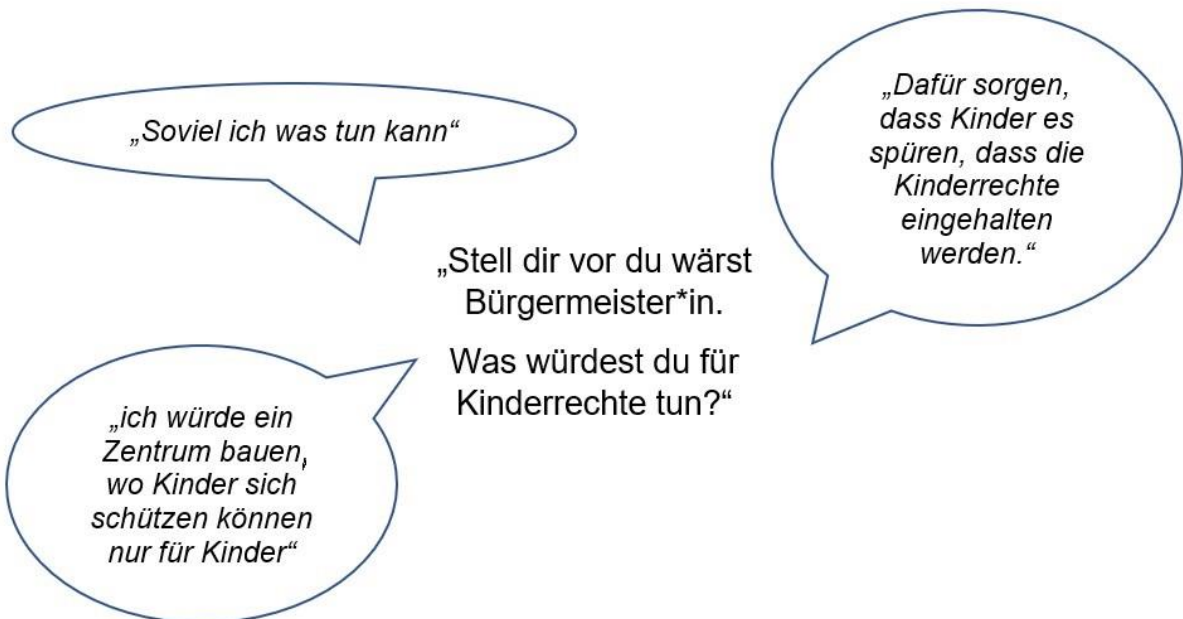 „Soviel ich was tun kann“
„Dafür sorgen,
dass Kinder es
spüren, dass die
Kinderrechte
eingehalten
werden.“
„Stell dir vor du wärst
Bürgermeister*in.
Was würdest du für
Kinderrechte tun?“
„ich würde ein
Zentrum bauen,
wo Kinder sich
schützen können
nur für Kinder“